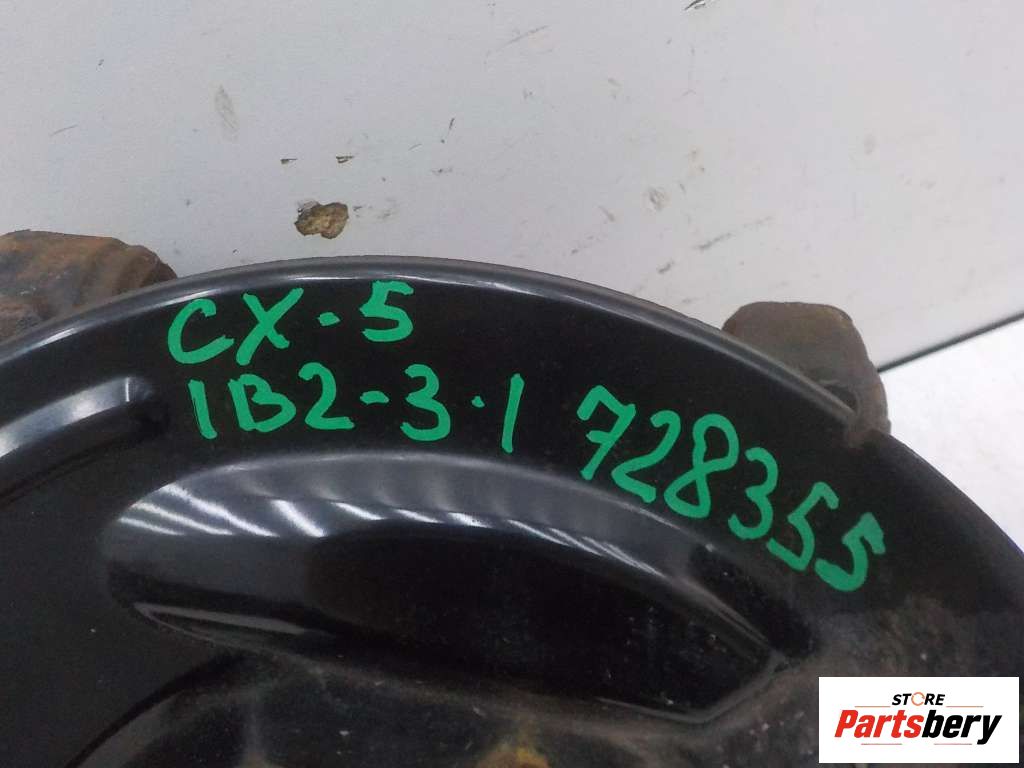 CX-5
1B2-3-1 728355
STORE
Partsbery